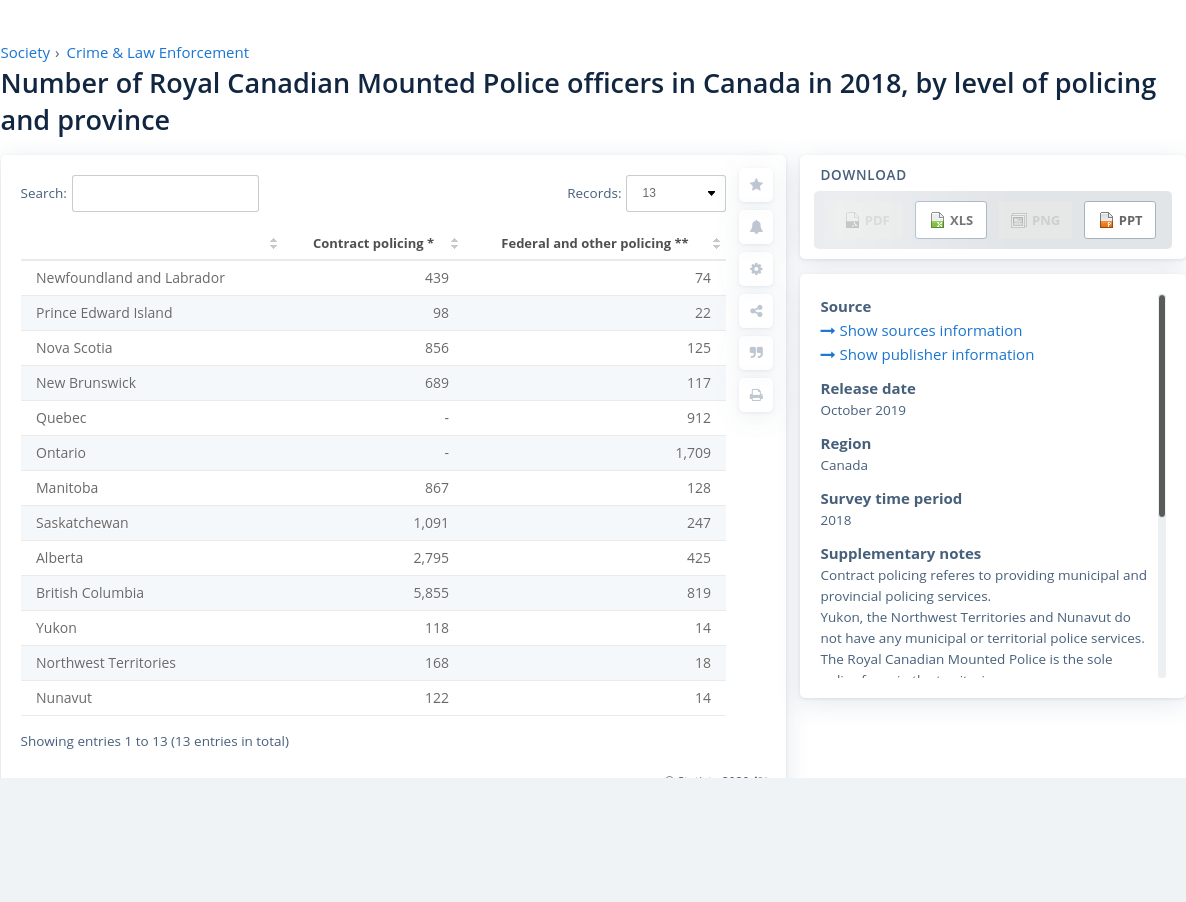 Society › Crime & Law Enforcement
Number of Royal Canadian Mounted Police officers in Canada in 2018, by level of policing
and province
Search:
Records: 13
Contract policing * Federal and other policing **
Newfoundland and Labrador 439 74
Prince Edward Island 98 22
Nova Scotia 856 125
New Brunswick 689 117
Quebec - 912
Ontario - 1,709
Manitoba 867 128
Saskatchewan 1,091 247
Alberta 2,795 425
British Columbia 5,855 819
Yukon 118 14
Northwest Territories 168 18
Nunavut 122 14
Showing entries 1 to 13 (13 entries in total)
DOWNLOAD
PDF XLS PNG PPT
Source
Show sources information
Show publisher information
Release date
October 2019
Region
Canada
Survey time period
2018
Supplementary notes
Contract policing referes to providing municipal and
provincial policing services.
Yukon, the Northwest Territories and Nunavut do
not have any municipal or territorial police services.
The Royal Canadian Mounted Police is the sole